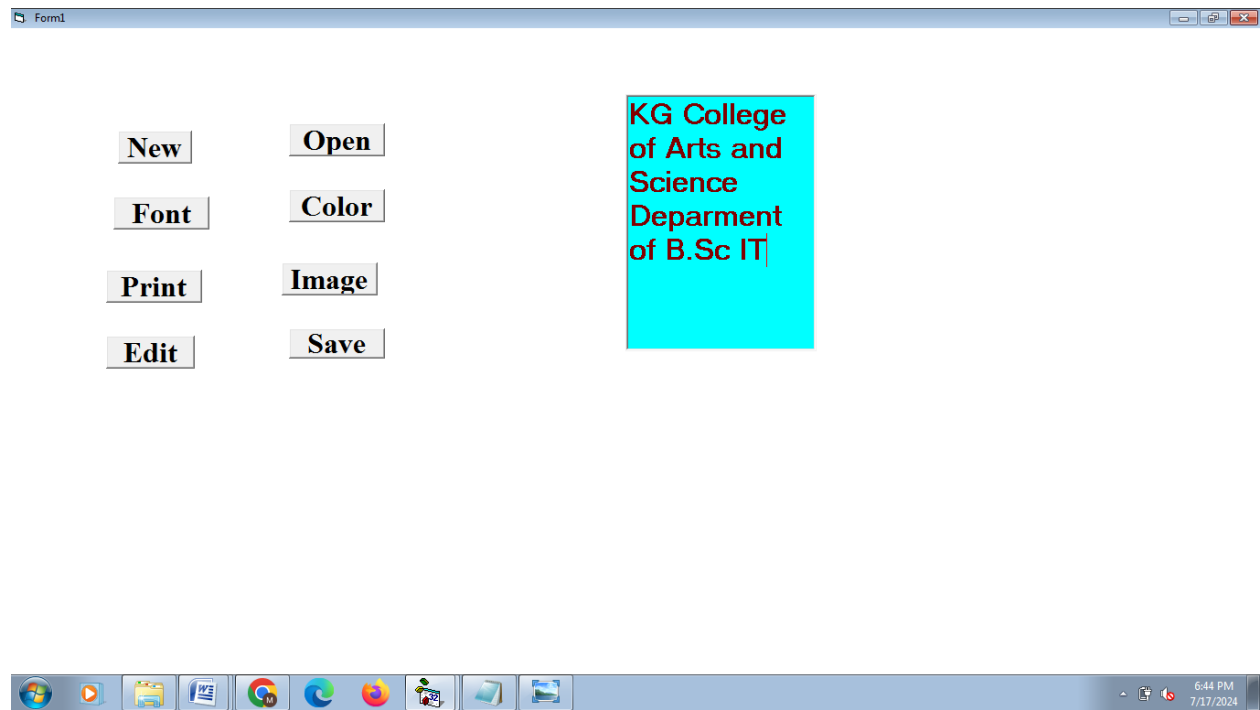 Form1
New
Open
Font
Color
Print
Image
Edit
Save
KG College
of Arts and
Science
Deparment
of B.Sc IT
32
6:44 PM
7/17/2024